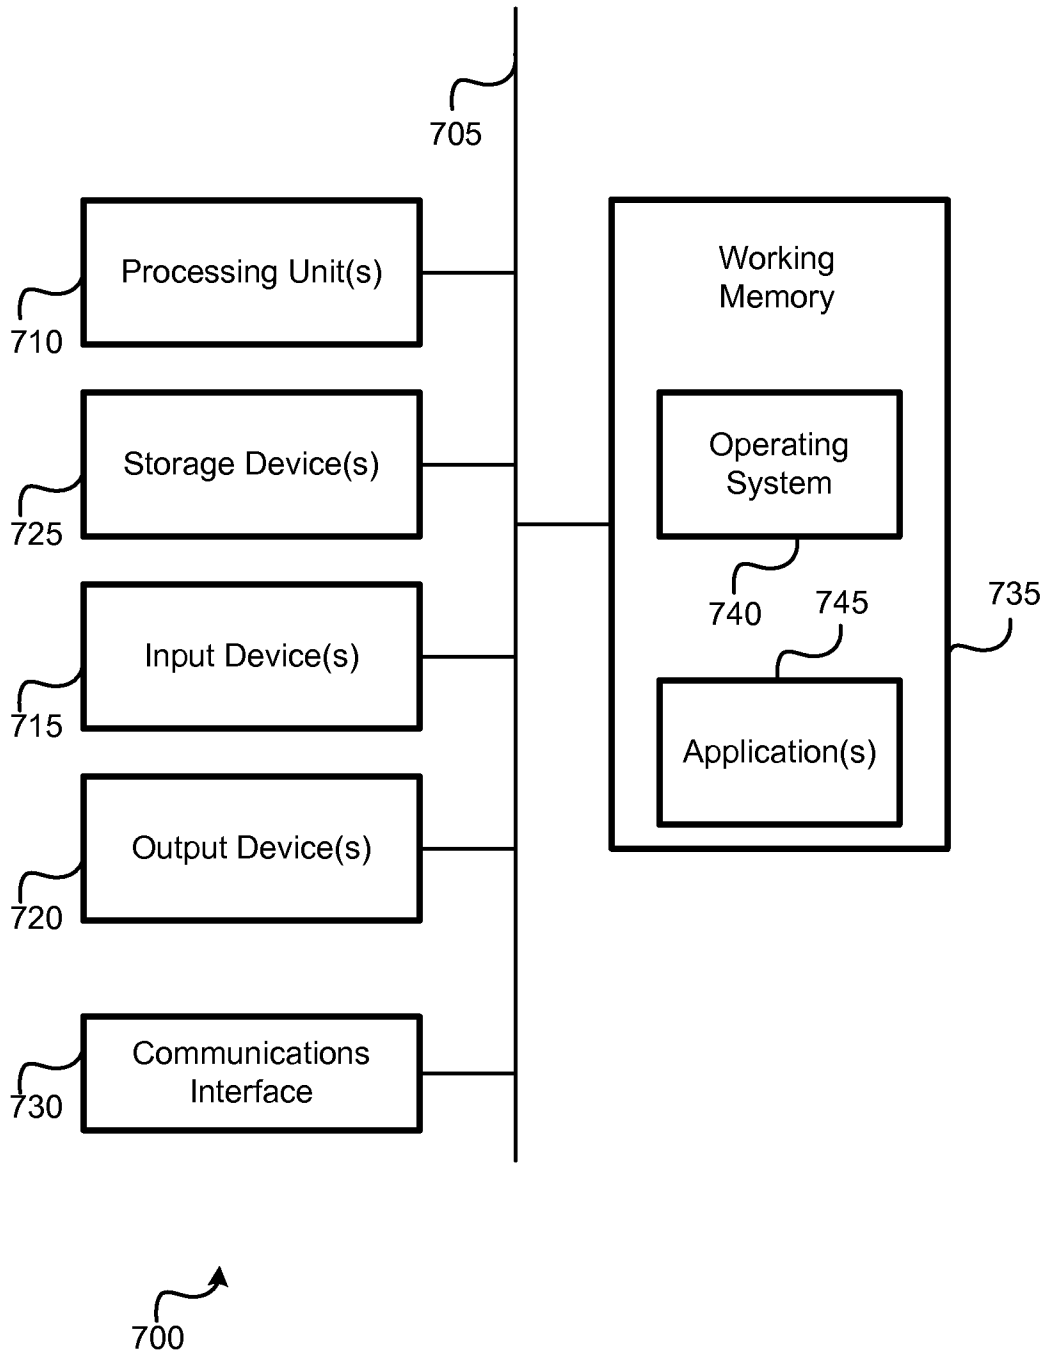 705
Processing Unit(s)
710
Storage Device(s)
725
Input Device(s)
715
Output Device(s)
720
Communications
Interface
730
Working
Memory
Operating
System
740
745
735
Application(s)
700